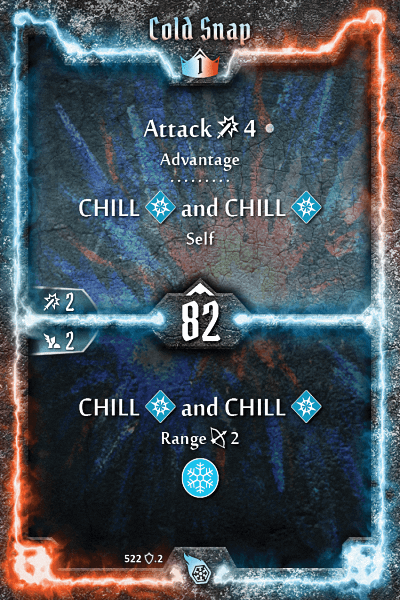 Cold Snap
1
Attack 4
Advantage
CHILL and CHILL
Self
2
82
2
CHILL and CHILL
Range 2
522 .2